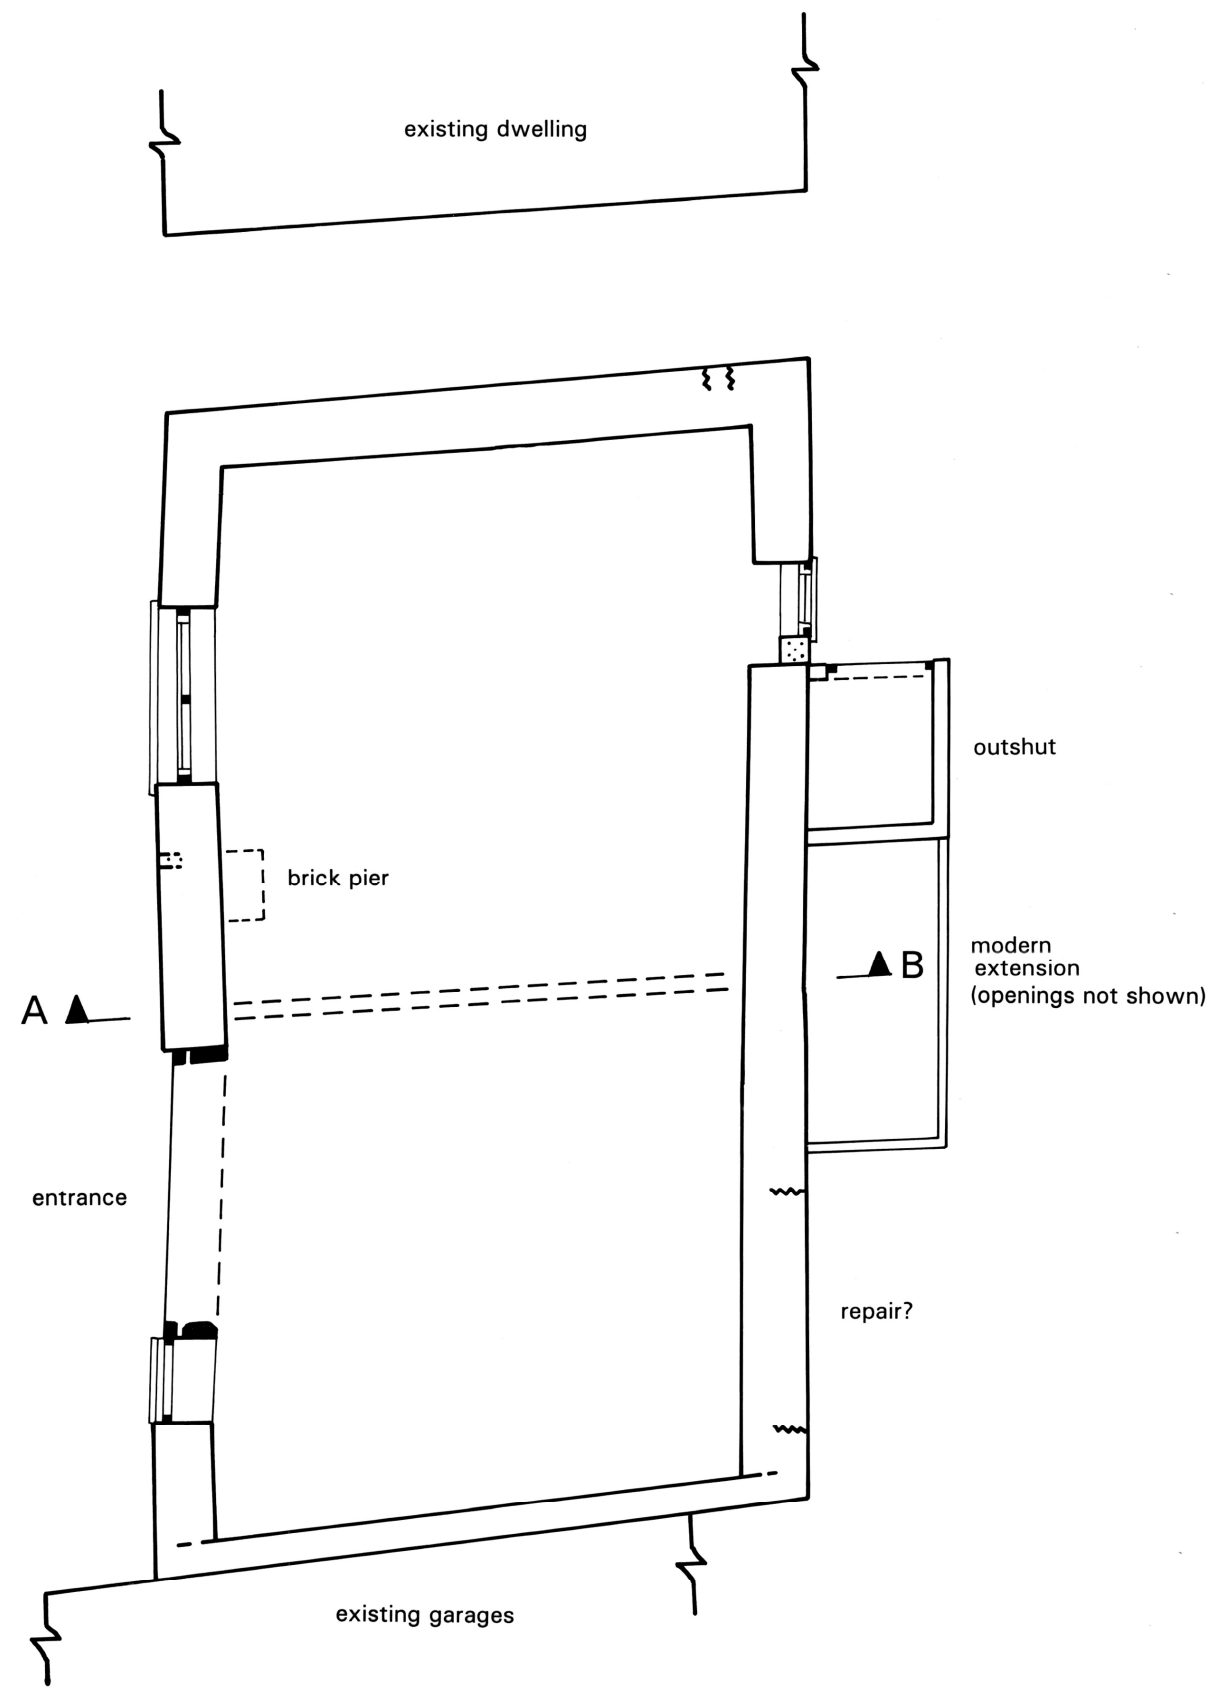 existing dwelling
outshut
brick pier
modern
extension
(openings not shown)
A
B
entrance
repair?
existing garages